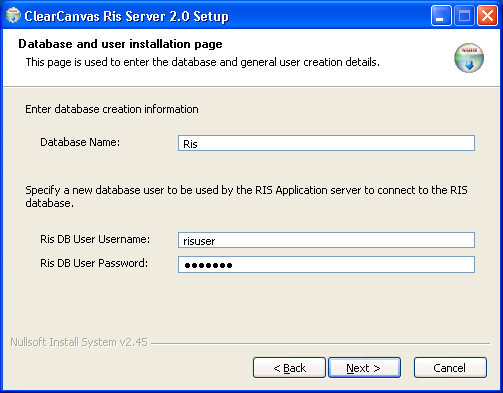 ClearCanvas Ris Server 2.0 Setup
Database and user installation page
This page is used to enter the database and general user creation details.
Enter database creation information
Database Name: Ris
Specify a new database user to be used by the RIS Application server to connect to the RIS
database.
Ris DB User Username: risuser
Ris DB User Password: ●●●●●●●
Nullsoft Install System v2.45
< Back Next > Cancel